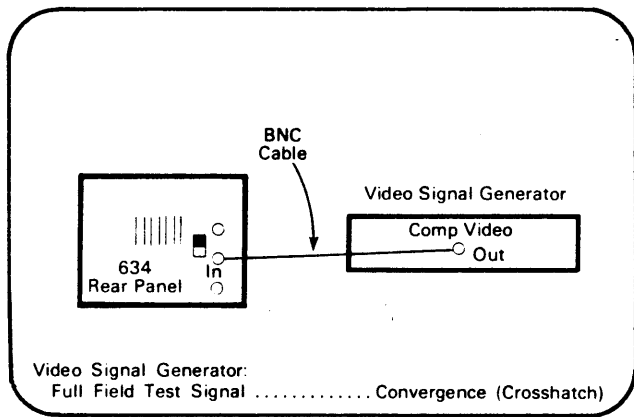 BNC
Cable
Video Signal Generator
Comp Video
Out
In
634
Rear Panel
Video Signal Generator:
Full Field Test Signal ............. Convergence (Crosshatch)